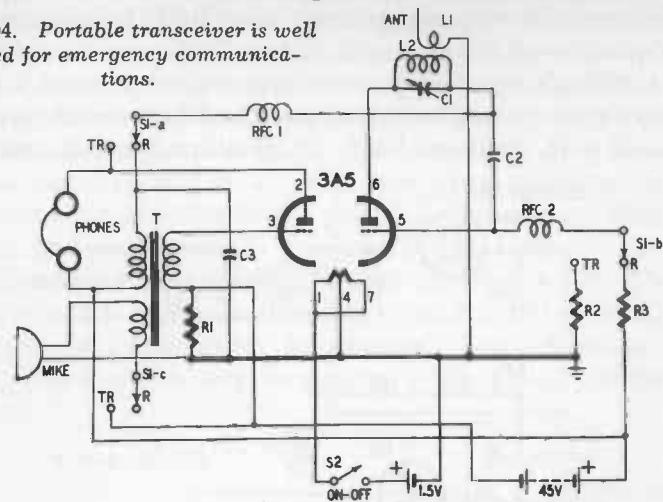 04. Portable transceiver is well
ed for emergency communica-
tions.
ANT
L1
L2
C1
S1-a
RFC 1
TR
R
2
3A5
6
C2
PHONES
T
3
5
RFC 2
S1-b
C3
TR
R
1
4
7
R1
R2
R3
MIKE
S1-c
TR
R
S2
ON-OFF
+
1.5V
45V
+